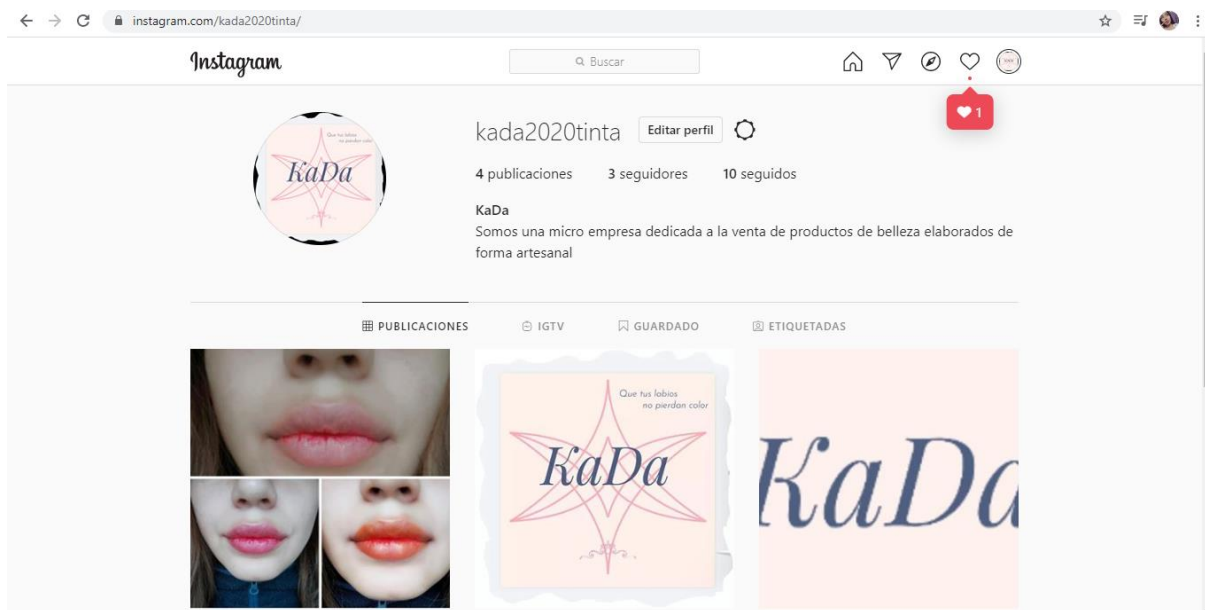 instagram.com/kada2020tinta/
Instagram
Buscar
1
kada2020tinta Editar perfil
4 publicaciones 3 seguidores 10 seguidos
KaDa
Somos una micro empresa dedicada a la venta de productos de belleza elaborados de
forma artesanal
Que tus labios
no pierdan color
KaDa
PUBLICACIONES IGTV GUARDADO ETIQUETADAS
Que tus labios
no pierdan color
KaDa
KaDa